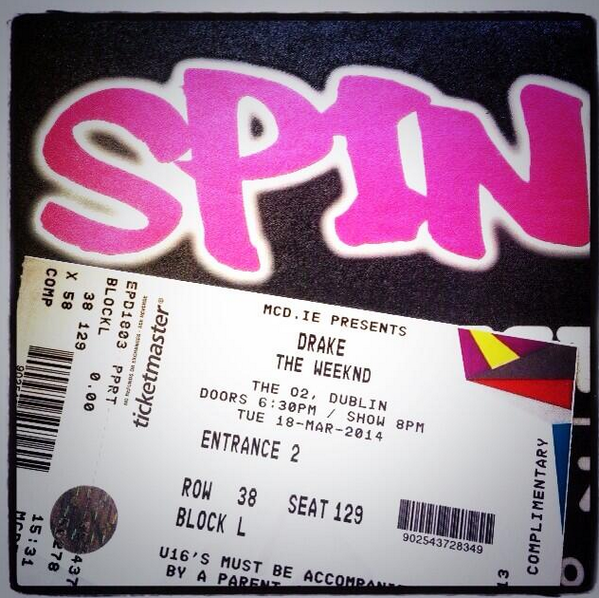 SPIN
MCD.IE PRESENTS
DRAKE
THE WEEKND
THE O2, DUBLIN
DOORS 6:30PM / SHOW 8PM
TUE 18-MAR-2014
ENTRANCE 2
ROW 38 SEAT 129
BLOCK L
U16'S MUST BE ACCOMPANI
BY A PARENT
902543728349
COMPLIMENTARY
ticketmaster®
EPD1803 PPRT
BLOCKL 0.00
38 129
X 58
COMP
15:31